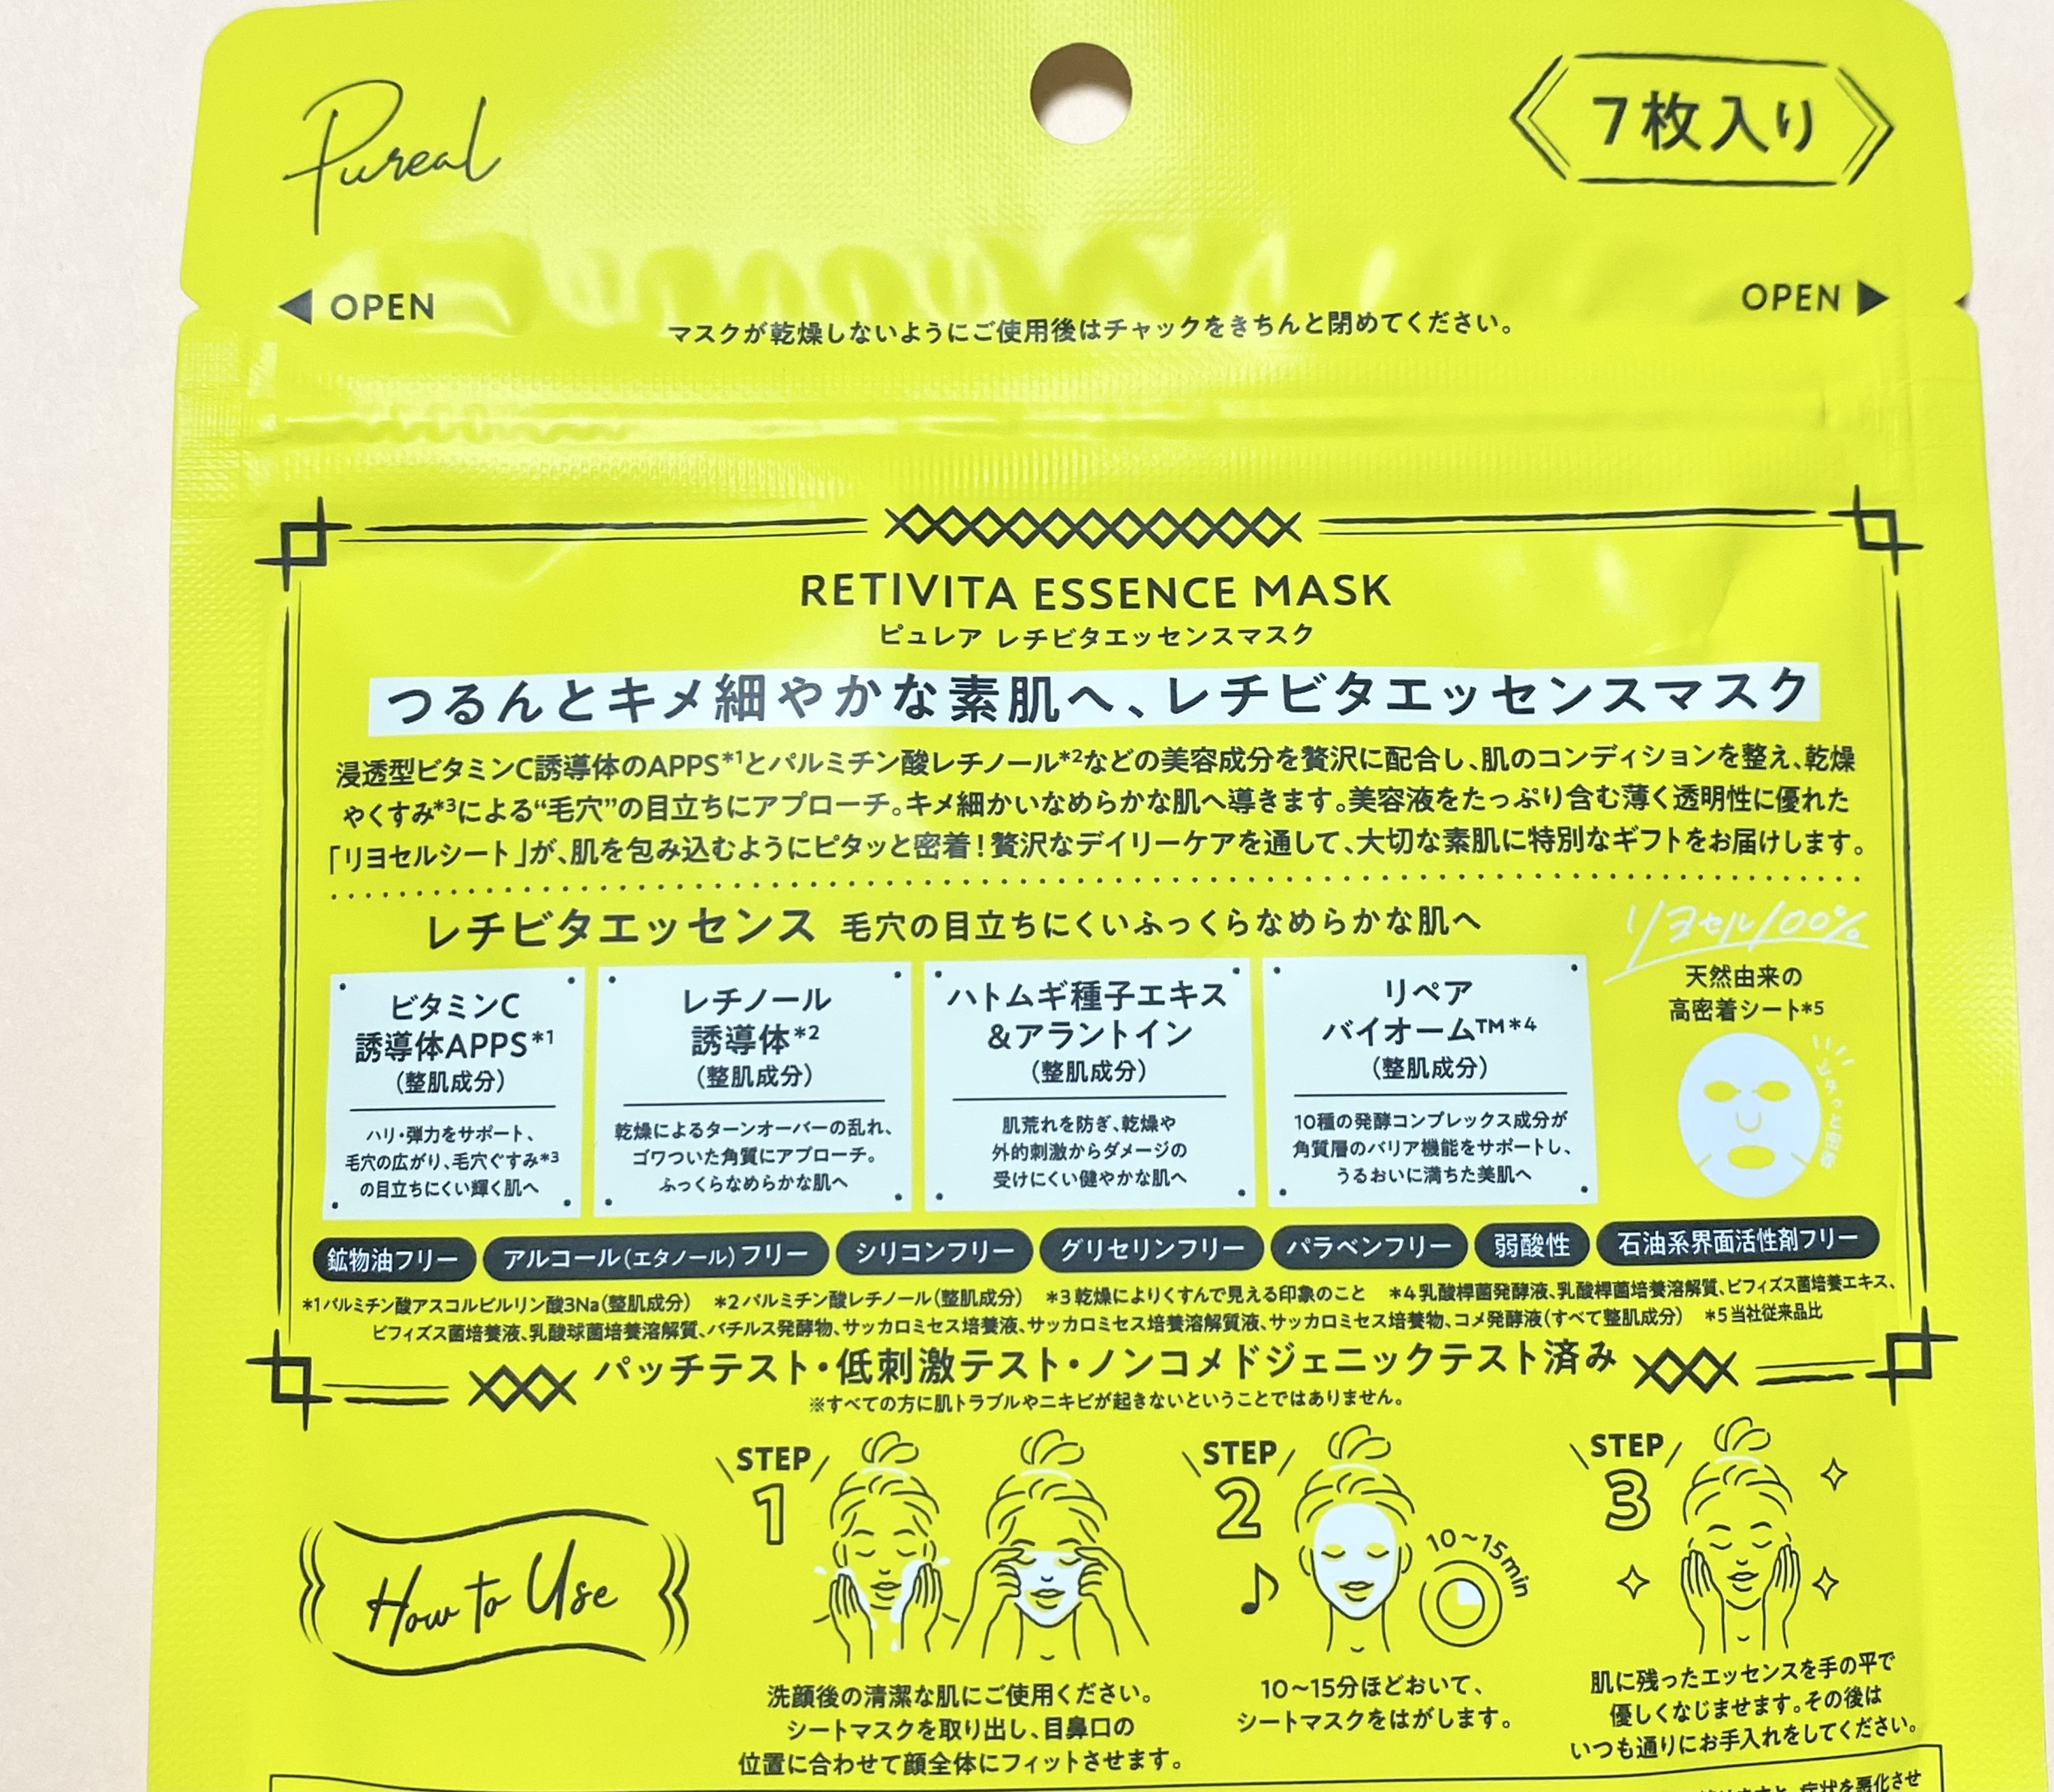 Pureal
7枚入り
◀ OPEN
OPEN ▶
マスクが乾燥しないようにご使用後はチャックをきちんと閉めてください。
RETIVITA ESSENCE MASK
ピュレア レチビタエッセンスマスク
つるんとキメ細やかな素肌へ、レチビタエッセンスマスク
浸透型ビタミンC誘導体のAPPS*1とパルミチン酸レチノール*2などの美容成分を贅沢に配合し、肌のコンディションを整え、乾燥
やくすみ*3による“毛穴”の目立ちにアプローチ。キメ細かいなめらかな肌へ導きます。美容液をたっぷり含む薄く透明性に優れた
「リヨセルシート」が、肌を包み込むようにピタッと密着！贅沢なデイリーケアを通して、大切な素肌に特別なギフトをお届けします。
レチビタエッセンス 毛穴の目立ちにくいふっくらなめらかな肌へ
ビタミンC
誘導体APPS*1
(整肌成分)
ハリ・弾力をサポート、
毛穴の広がり、毛穴ぐすみ*3
の目立ちにくい輝く肌へ
レチノール
誘導体*2
(整肌成分)
乾燥によるターンオーバーの乱れ、
ゴワついた角質にアプローチ。
ふっくらなめらかな肌へ
ハトムギ種子エキス
&アラントイン
(整肌成分)
肌荒れを防ぎ、乾燥や
外的刺激からダメージの
受けにくい健やかな肌へ
リペア
バイオーム™*4
(整肌成分)
10種の発酵コンプレックス成分が
角質層のバリア機能をサポートし、
うるおいに満ちた美肌へ
リヨセル100%
天然由来の
高密着シート*5
ピタっと密着
鉱物油フリー
アルコール(エタノール)フリー
シリコンフリー
グリセリンフリー
パラベンフリー
弱酸性
石油系界面活性剤フリー
*1パルミチン酸アスコルビルリン酸3Na(整肌成分) *2パルミチン酸レチノール(整肌成分) *3乾燥によりくすんで見える印象のこと *4乳酸桿菌発酵液、乳酸桿菌培養溶解質、ビフィズス菌培養エキス、
ビフィズス菌培養液、乳酸球菌培養溶解質、バチルス発酵物、サッカロミセス培養液、サッカロミセス培養溶解質液、サッカロミセス培養物、コメ発酵液(すべて整肌成分) *5当社従来品比
パッチテスト・低刺激テスト・ノンコメドジェニックテスト済み
※すべての方に肌トラブルやニキビが起きないということではありません。
How to Use
STEP
1
洗顔後の清潔な肌にご使用ください。
シートマスクを取り出し、目鼻口の
位置に合わせて顔全体にフィットさせます。
STEP
2
10〜15min
10〜15分ほどおいて、
シートマスクをはがします。
STEP
3
肌に残ったエッセンスを手の平で
優しくなじませます。その後は
いつも通りにお手入れをしてください。
症状を悪化させ